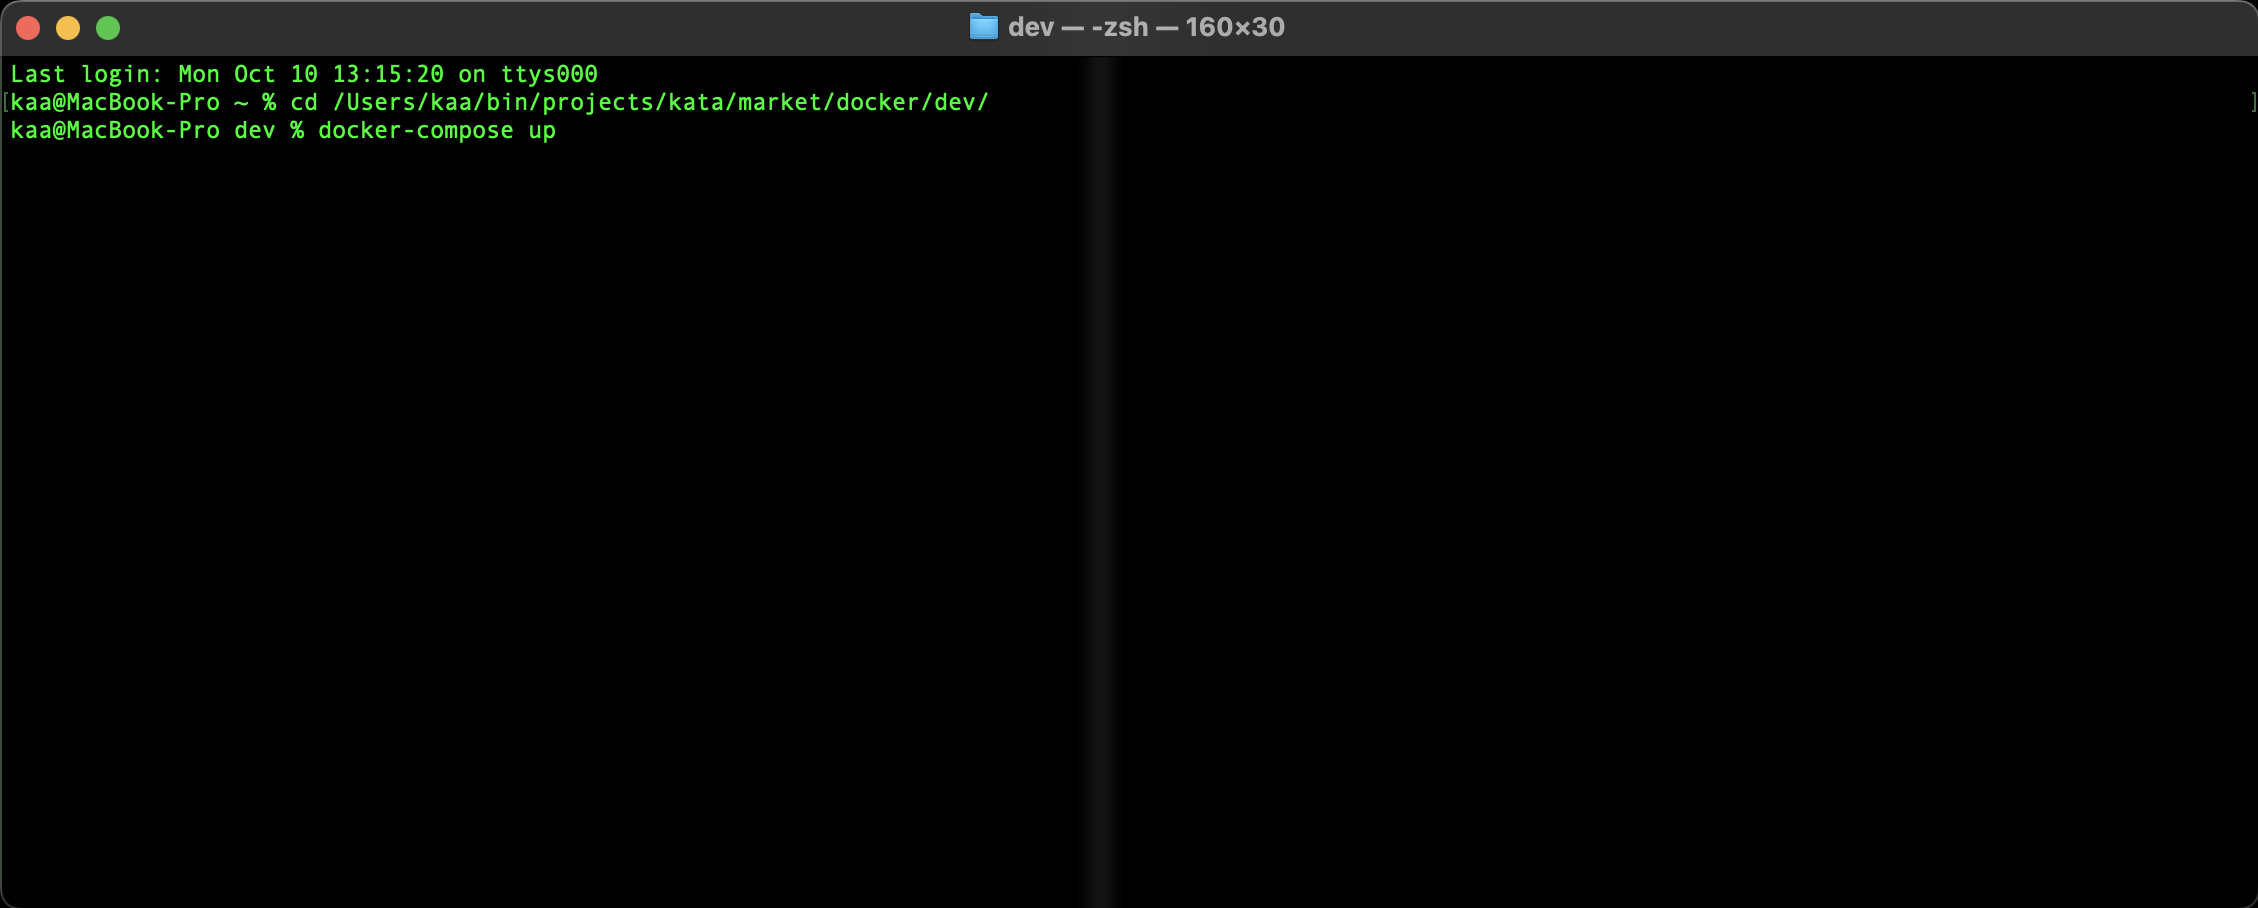 dev — -zsh — 160×30
Last login: Mon Oct 10 13:15:20 on ttys000
[kaa@MacBook-Pro ~ % cd /Users/kaa/bin/projects/kata/market/docker/dev/ ]
kaa@MacBook-Pro dev % docker-compose up